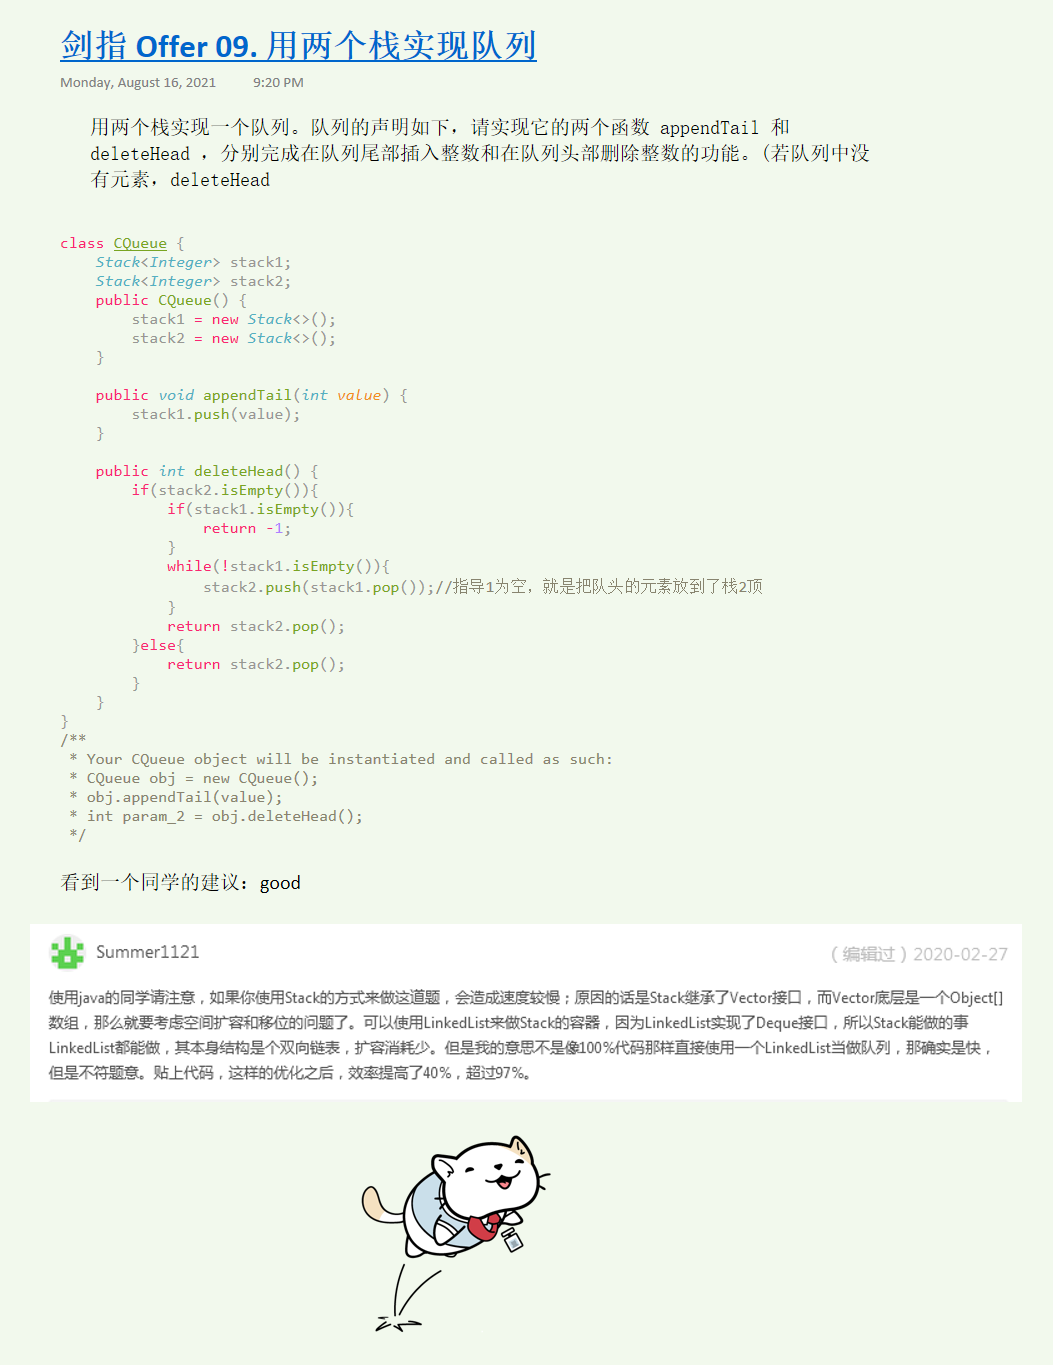 剑指 Offer 09. 用两个栈实现队列
Monday, August 16, 2021 9:20 PM
用两个栈实现一个队列。队列的声明如下，请实现它的两个函数 appendTail 和
deleteHead ，分别完成在队列尾部插入整数和在队列头部删除整数的功能。(若队列中没
有元素，deleteHead
class CQueue {
    Stack<Integer> stack1;
    Stack<Integer> stack2;
    public CQueue() {
        stack1 = new Stack<>();
        stack2 = new Stack<>();
    }
    public void appendTail(int value) {
        stack1.push(value);
    }
    public int deleteHead() {
        if(stack2.isEmpty()){
            if(stack1.isEmpty()){
                return -1;
            }
            while(!stack1.isEmpty()){
                stack2.push(stack1.pop());//指导1为空，就是把队头的元素放到了栈2顶
            }
            return stack2.pop();
        }else{
            return stack2.pop();
        }
    }
}
/**
 * Your CQueue object will be instantiated and called as such:
 * CQueue obj = new CQueue();
 * obj.appendTail(value);
 * int param_2 = obj.deleteHead();
 */
看到一个同学的建议：good
Summer1121 （编辑过）2020-02-27
使用java的同学请注意，如果你使用Stack的方式来做这道题，会造成速度较慢；原因的话是Stack继承了Vector接口，而Vector底层是一个Object[]
数组，那么就要考虑空间扩容和移位的问题了。可以使用LinkedList来做Stack的容器，因为LinkedList实现了Deque接口，所以Stack能做的事
LinkedList都能做，其本身结构是个双向链表，扩容消耗少。但是我的意思不是像100%代码那样直接使用一个LinkedList当做队列，那确实是快，
但是不符题意。贴上代码，这样的优化之后，效率提高了40%，超过97%。